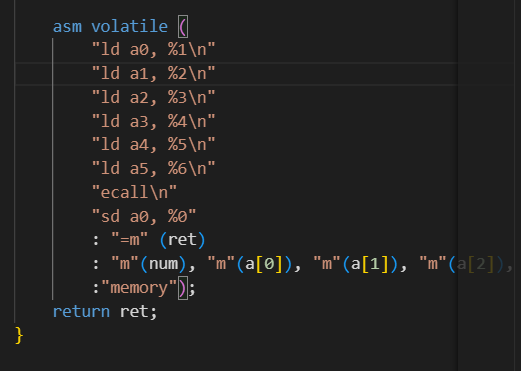 asm volatile (
"ld a0, %1\n"
"ld a1, %2\n"
"ld a2, %3\n"
"ld a3, %4\n"
"ld a4, %5\n"
"ld a5, %6\n"
"ecall\n"
"sd a0, %0"
: "=m" (ret)
: "m"(num), "m"(a[0]), "m"(a[1]), "m"(a[2]),
:"memory");
return ret;
}